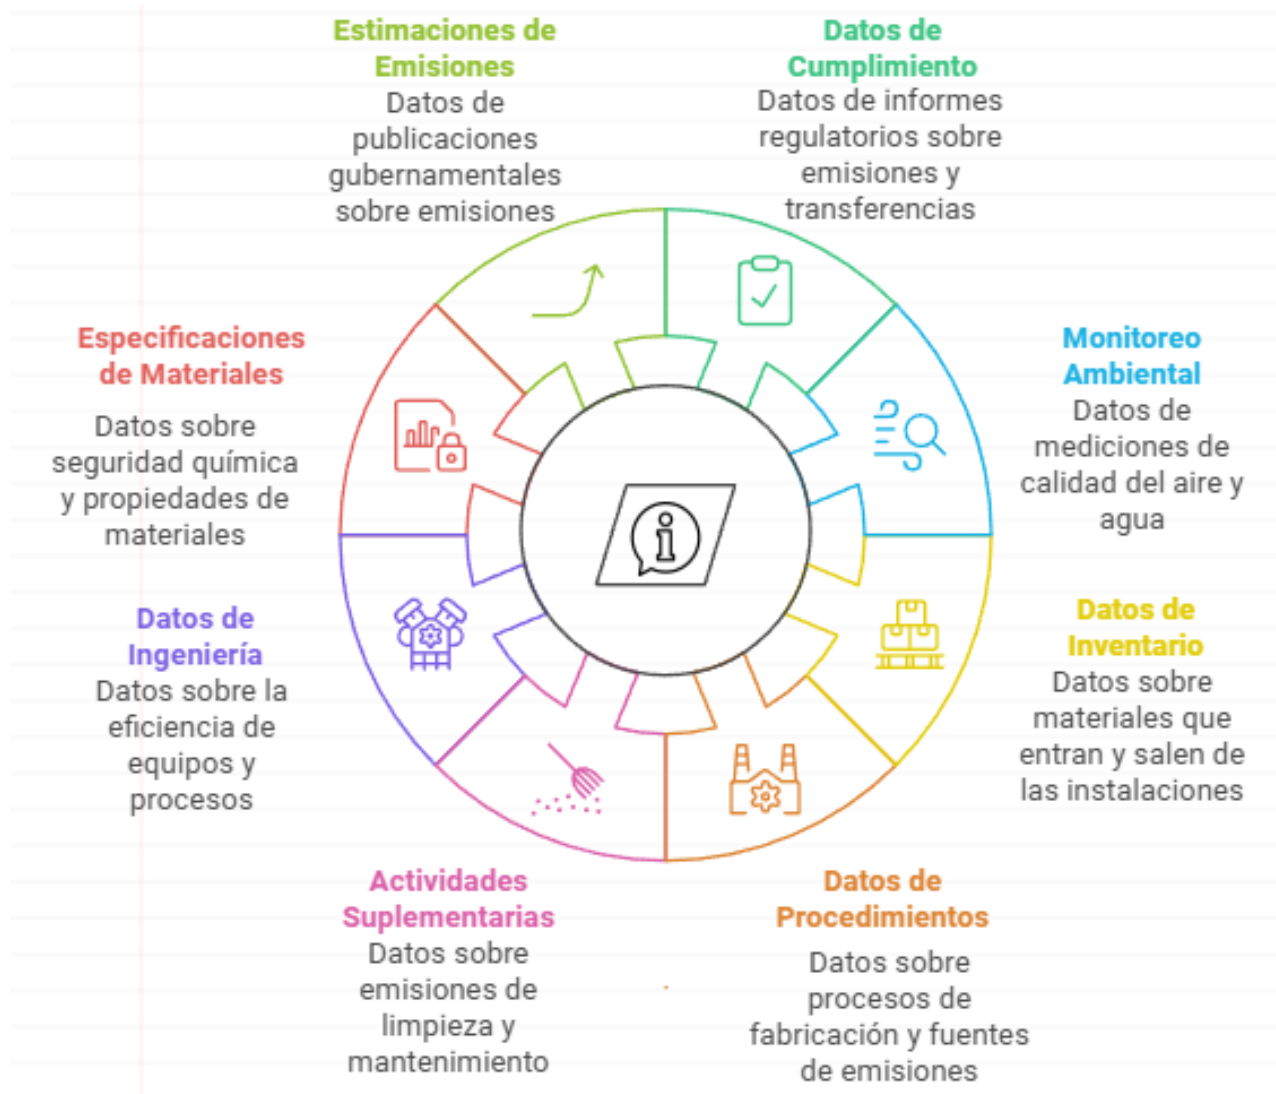 Estimaciones de
Emisiones
Datos de
publicaciones
gubernamentales
sobre emisiones
Datos de
Cumplimiento
Datos de informes
regulatorios sobre
emisiones y
transferencias
Especificaciones
de Materiales
Datos sobre
seguridad química
y propiedades de
materiales
Monitoreo
Ambiental
Datos de
mediciones de
calidad del aire y
agua
Datos de
Ingeniería
Datos sobre la
eficiencia de
equipos y
procesos
Datos de
Inventario
Datos sobre
materiales que
entran y salen de
las instalaciones
Actividades
Suplementarias
Datos sobre
emisiones de
limpieza y
mantenimiento
Datos de
Procedimientos
Datos sobre
procesos de
fabricación y fuentes
de emisiones